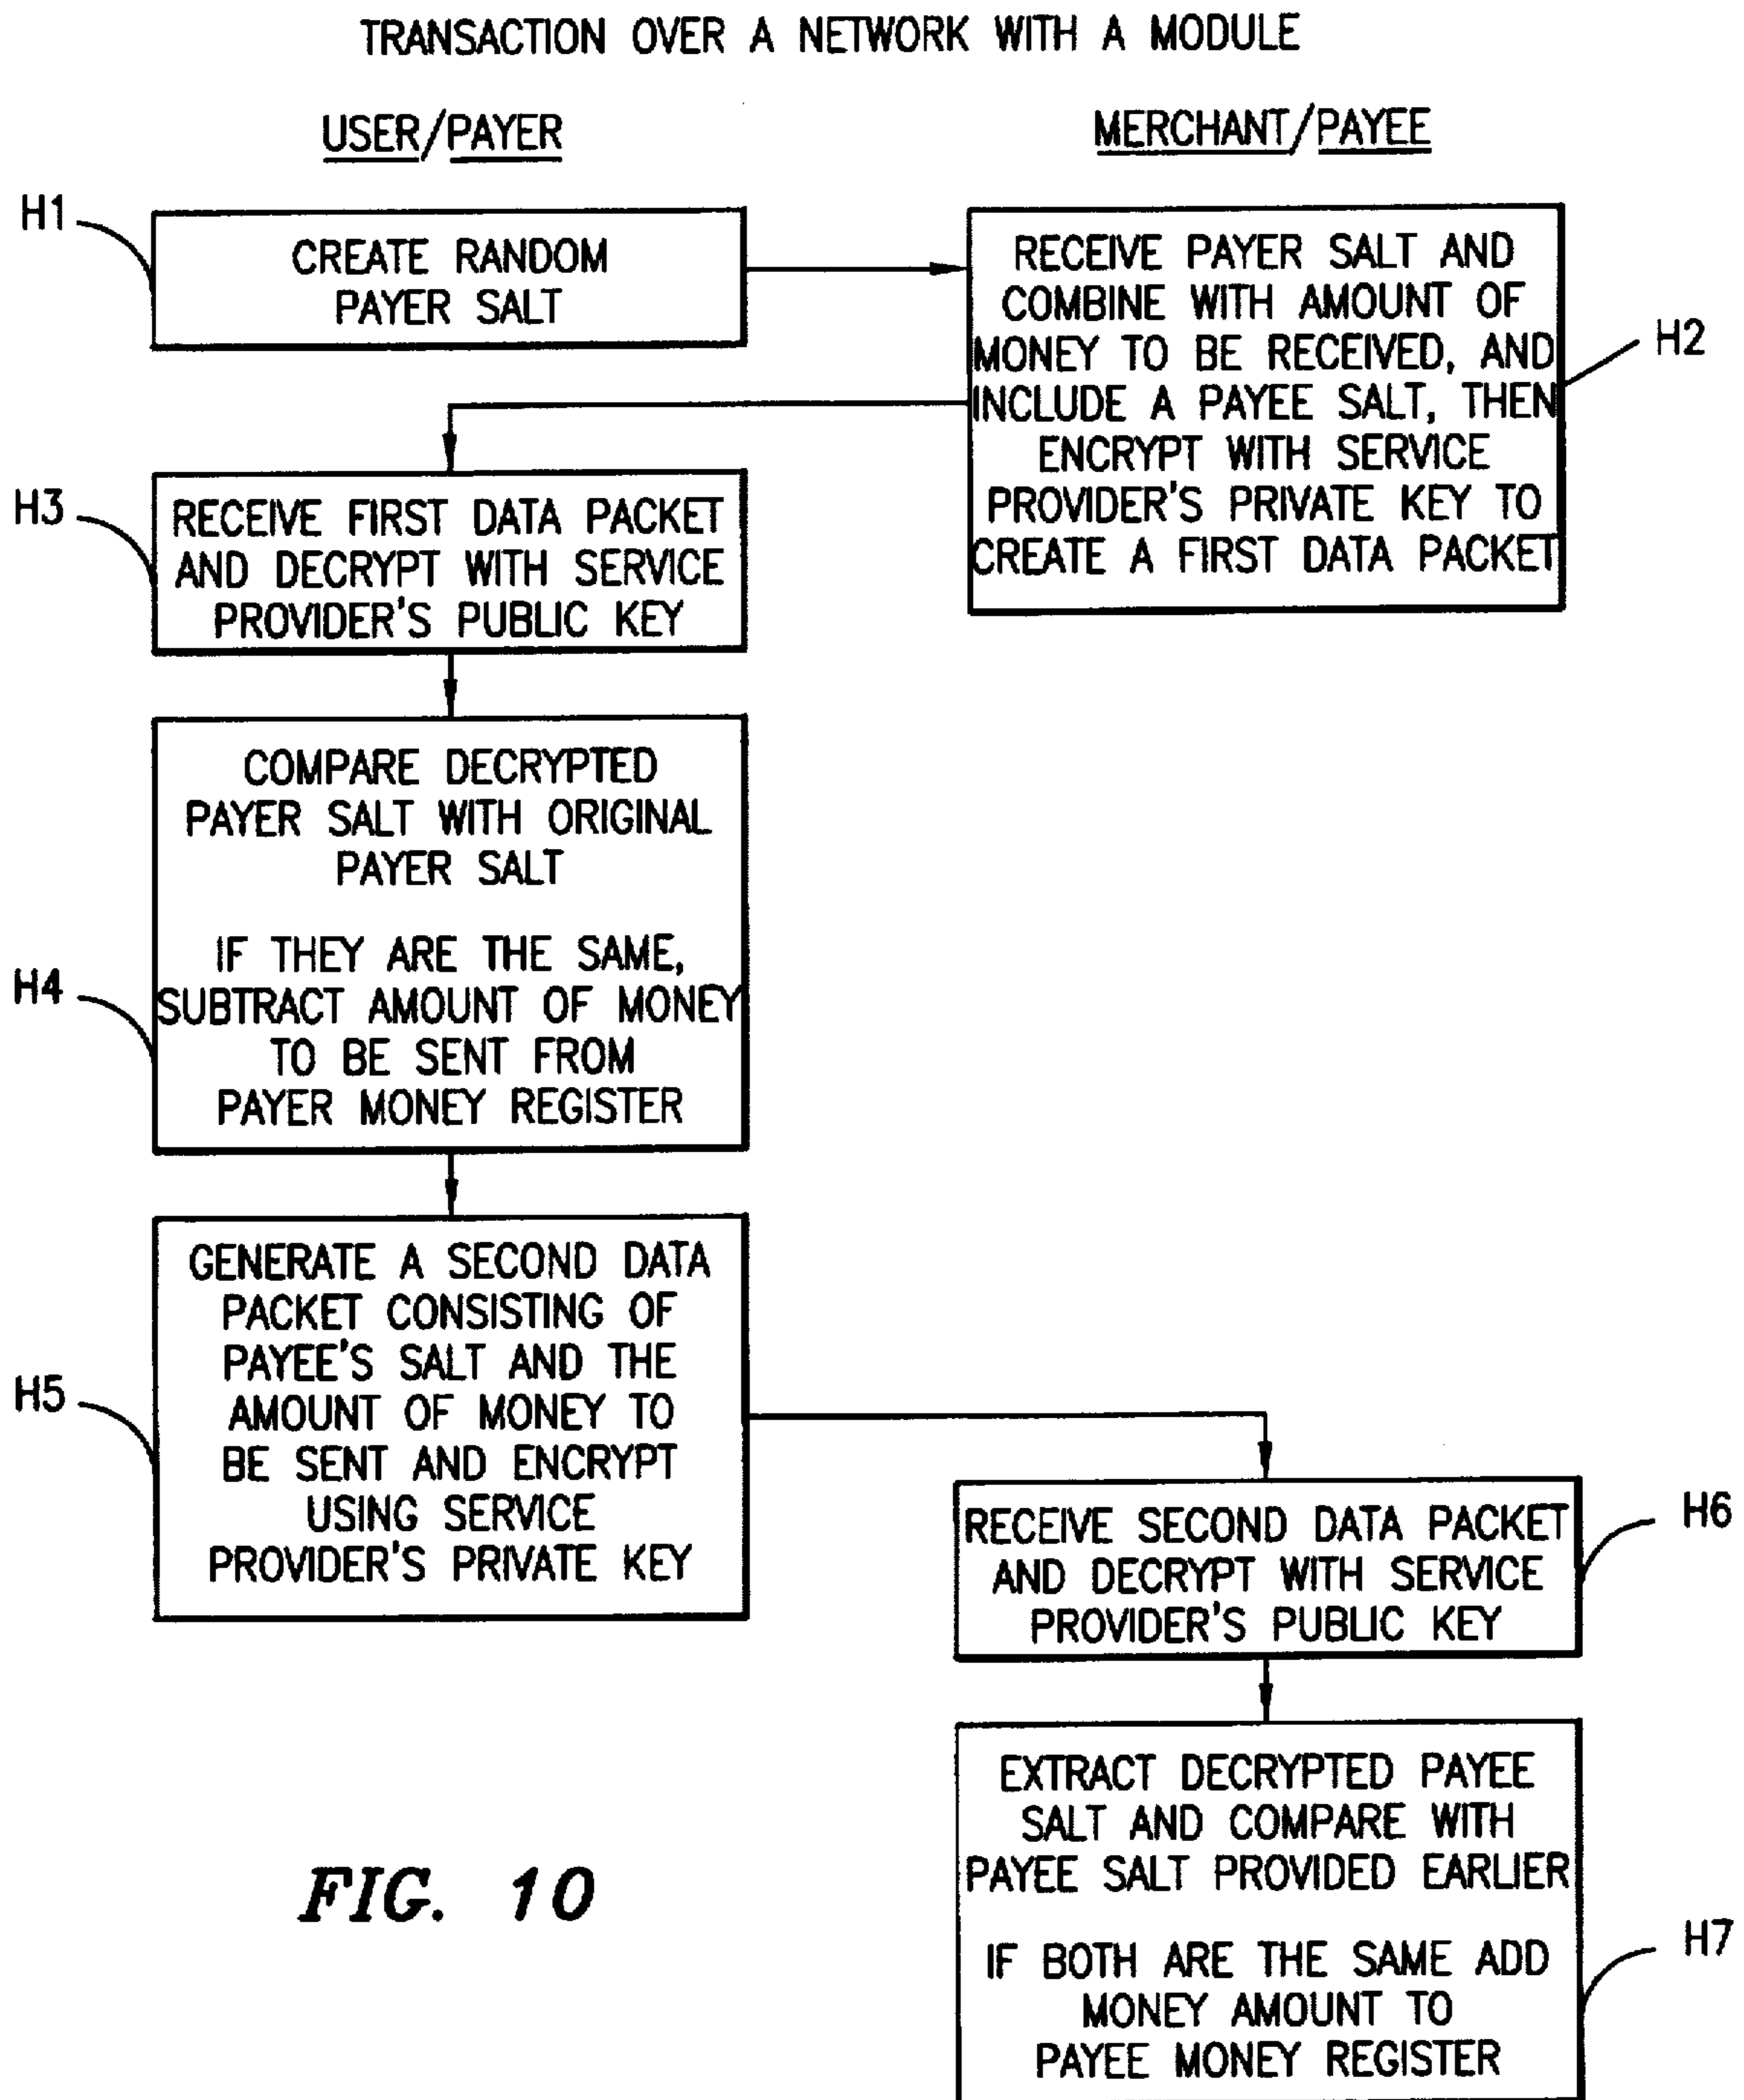 TRANSACTION OVER A NETWORK WITH A MODULE
USER/PAYER
MERCHANT/PAYEE
H1
CREATE RANDOM
PAYER SALT
RECEIVE PAYER SALT AND
COMBINE WITH AMOUNT OF
MONEY TO BE RECEIVED, AND
INCLUDE A PAYEE SALT, THEN
ENCRYPT WITH SERVICE
PROVIDER'S PRIVATE KEY TO
CREATE A FIRST DATA PACKET
H2
H3
RECEIVE FIRST DATA PACKET
AND DECRYPT WITH SERVICE
PROVIDER'S PUBLIC KEY
COMPARE DECRYPTED
PAYER SALT WITH ORIGINAL
PAYER SALT
IF THEY ARE THE SAME,
SUBTRACT AMOUNT OF MONEY
TO BE SENT FROM
PAYER MONEY REGISTER
H4
GENERATE A SECOND DATA
PACKET CONSISTING OF
PAYEE'S SALT AND THE
AMOUNT OF MONEY TO
BE SENT AND ENCRYPT
USING SERVICE
PROVIDER'S PRIVATE KEY
H5
RECEIVE SECOND DATA PACKET
AND DECRYPT WITH SERVICE
PROVIDER'S PUBLIC KEY
H6
EXTRACT DECRYPTED PAYEE
SALT AND COMPARE WITH
PAYEE SALT PROVIDED EARLIER
IF BOTH ARE THE SAME ADD
MONEY AMOUNT TO
PAYEE MONEY REGISTER
H7
FIG. 10